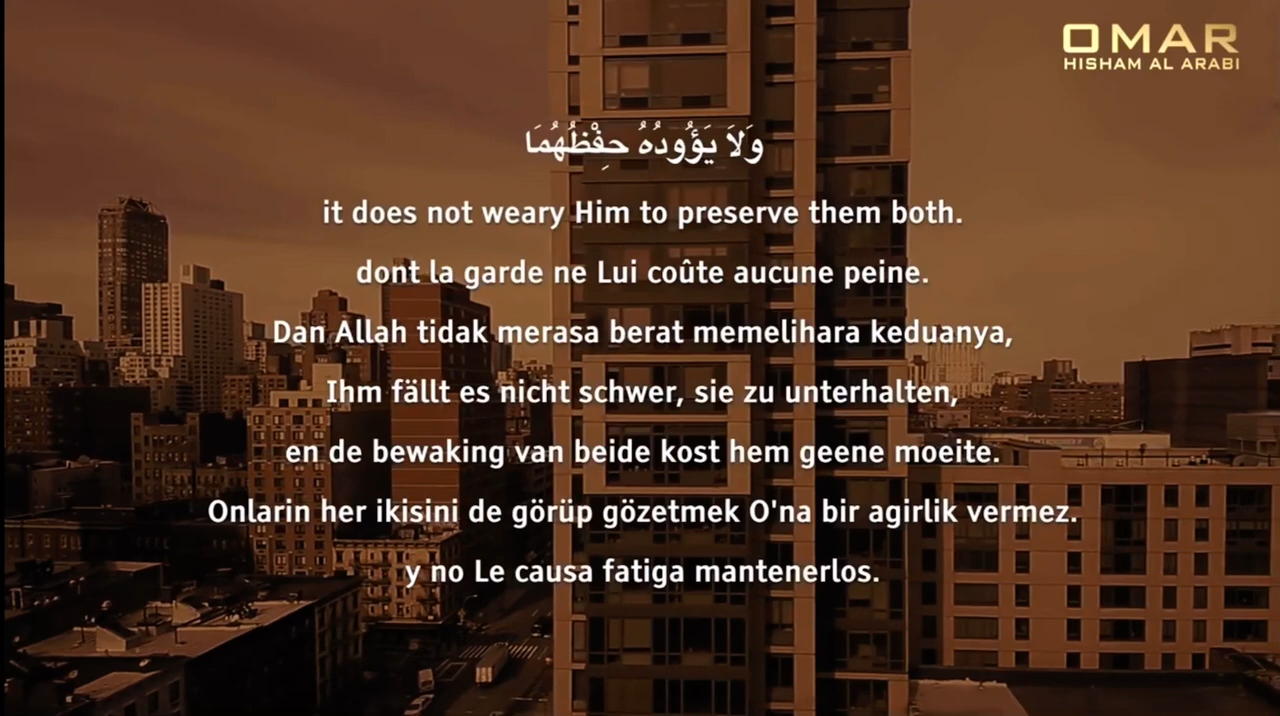 OMAR
HISHAM AL ARABI
وَلاَ يَؤُودُهُ حِفْظُهُمَا
it does not weary Him to preserve them both.
dont la garde ne Lui coûte aucune peine.
Dan Allah tidak merasa berat memelihara keduanya,
Ihm fällt es nicht schwer, sie zu unterhalten,
en de bewaking van beide kost hem geene moeite.
Onlarin her ikisini de görüp gözetmek O'na bir agirlik vermez.
y no Le causa fatiga mantenerlos.